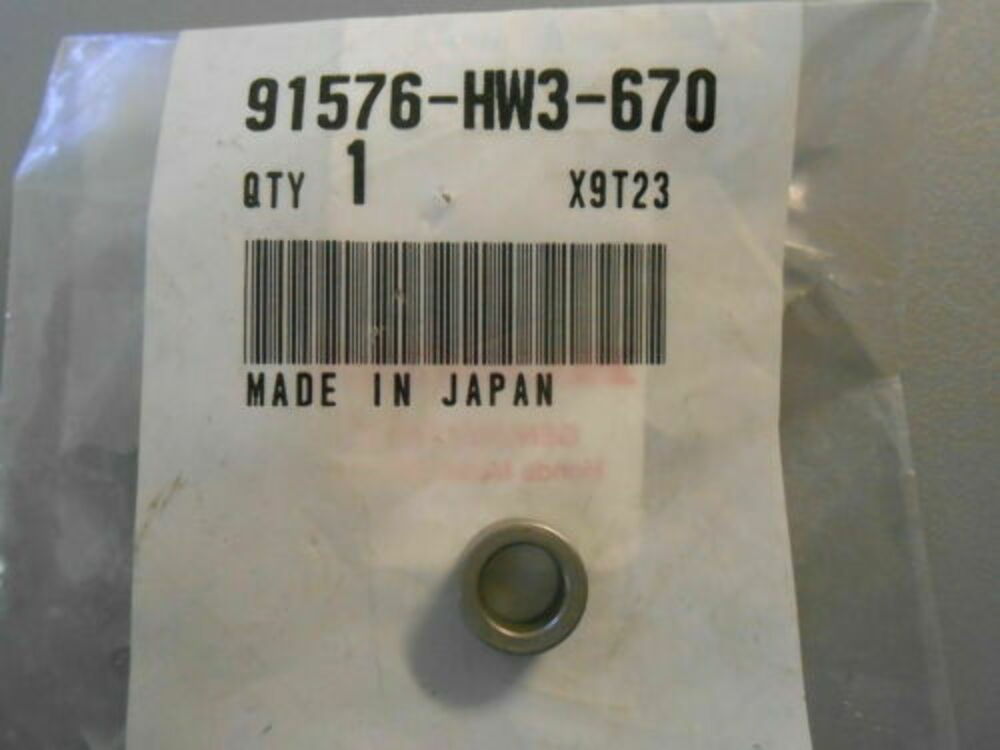 91576-HW3-670
QTY 1 X9T23
MADE IN JAPAN